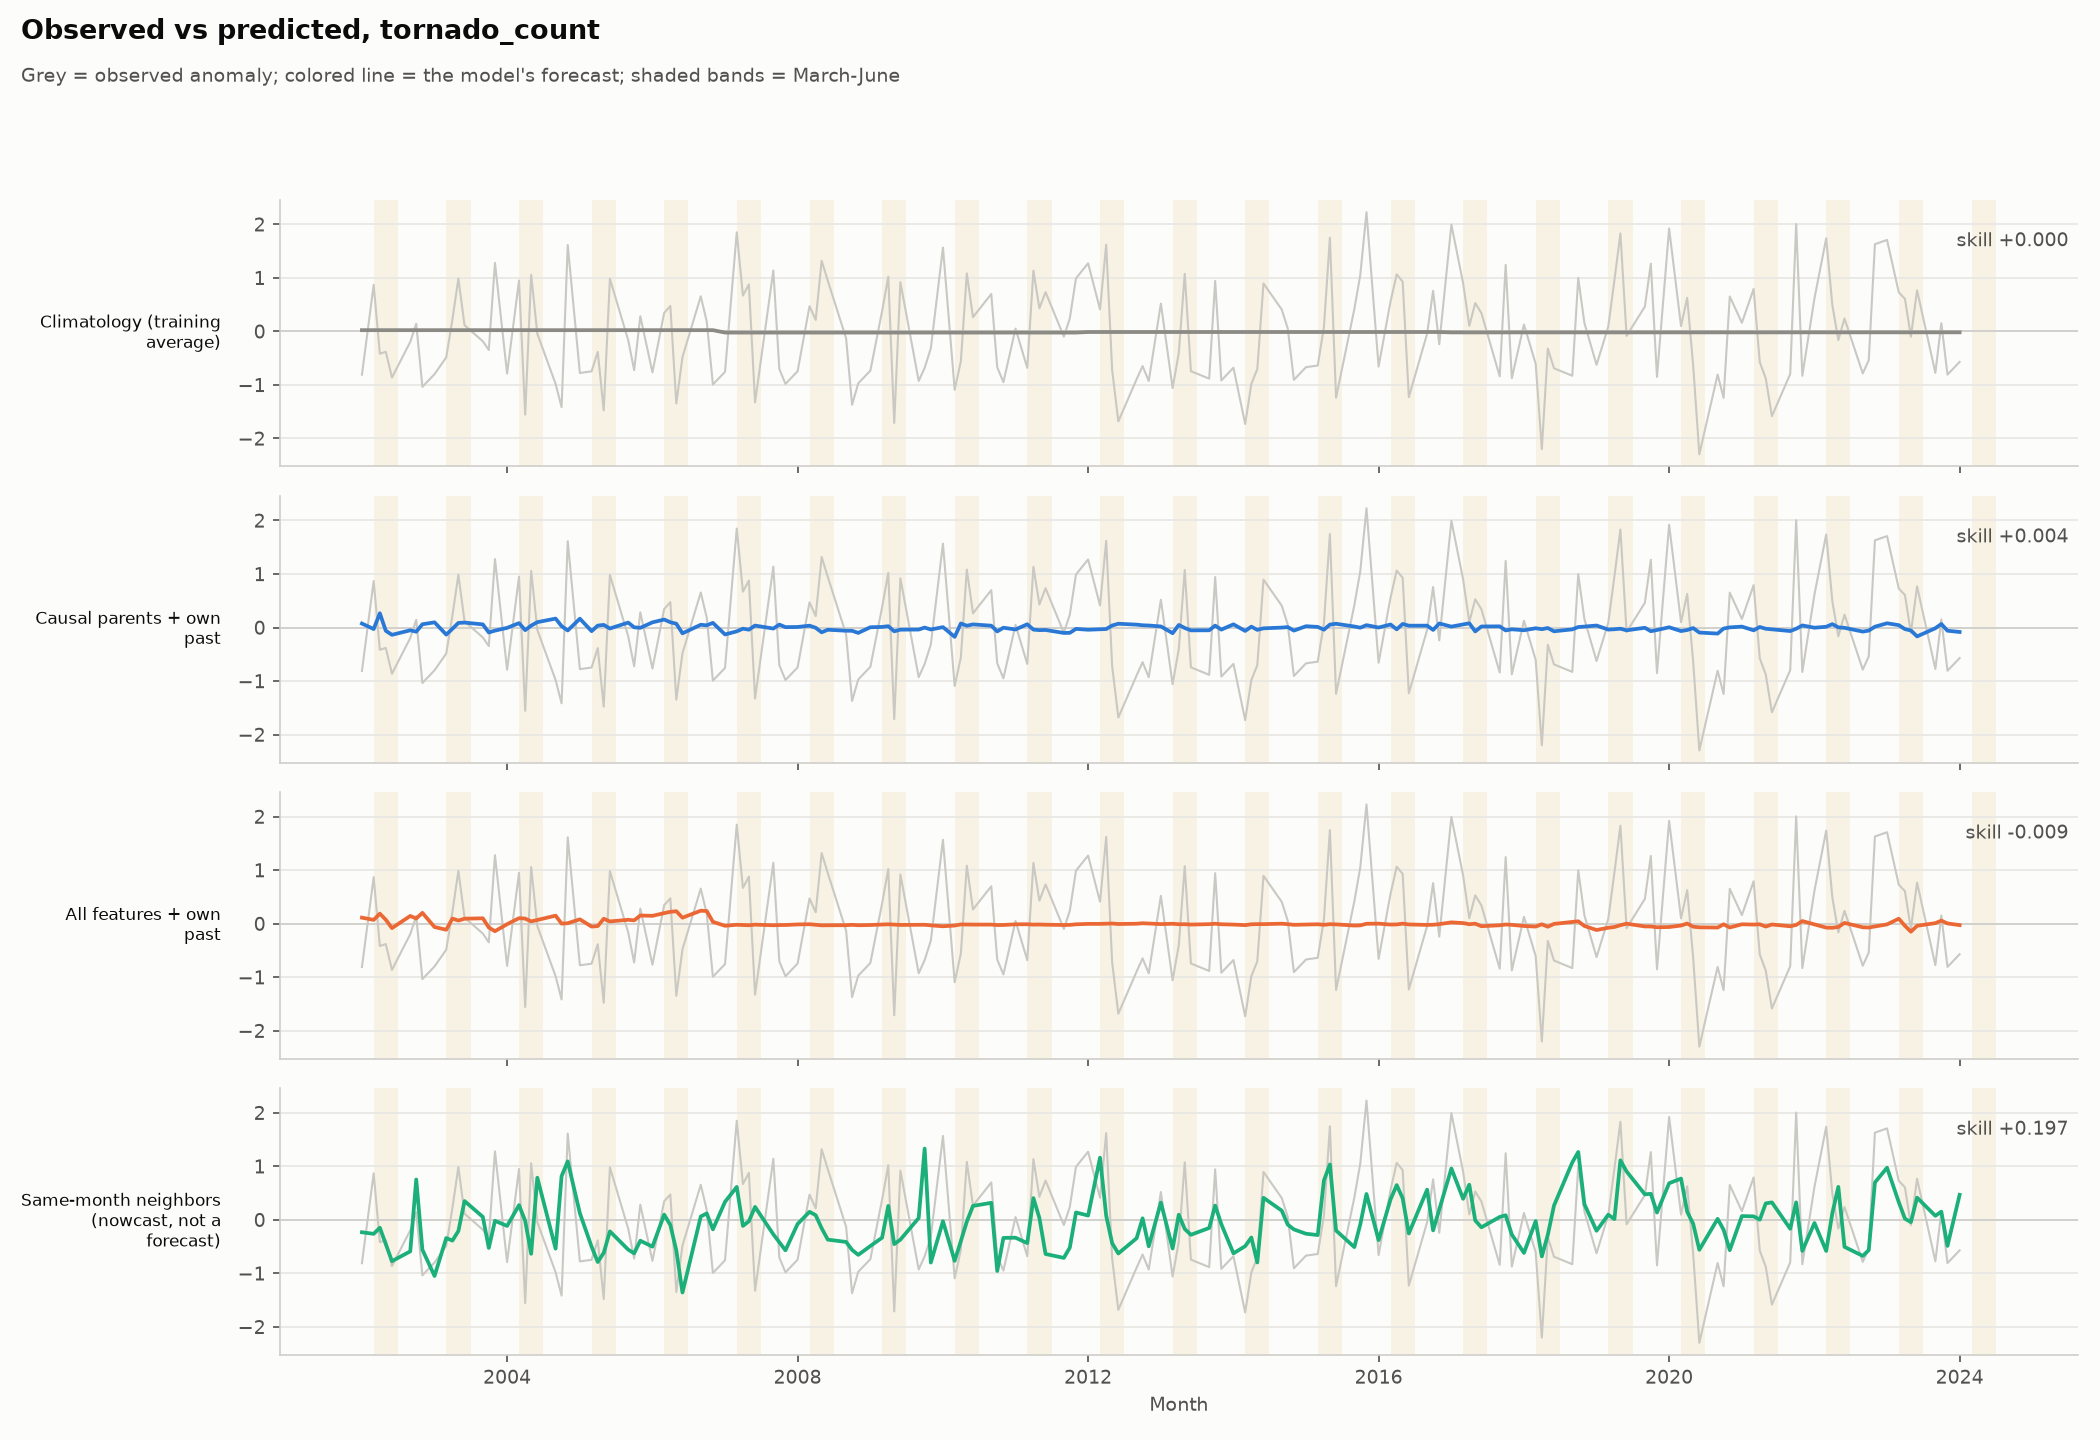 Observed vs predicted, tornado_count
Grey = observed anomaly; colored line = the model's forecast; shaded bands = March-June
2
1
0
−1
−2
Climatology (training
average)
skill +0.000
2
1
0
−1
−2
Causal parents + own
past
skill +0.004
2
1
0
−1
−2
All features + own
past
skill -0.009
2
1
0
−1
−2
Same-month neighbors
(nowcast, not a
forecast)
skill +0.197
2004
2008
2012
2016
2020
2024
Month